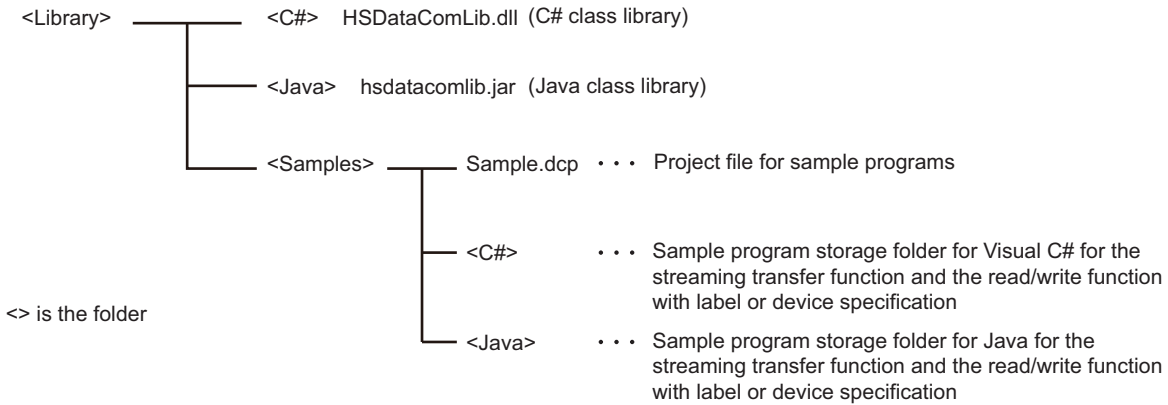 <Library> <C#> HSDataComLib.dll (C# class library)
<Java> hsdatacomlib.jar (Java class library)
<Samples> Sample.dcp ・・・ Project file for sample programs
<C#> ・・・ Sample program storage folder for Visual C# for the
streaming transfer function and the read/write function
with label or device specification
<> is the folder
<Java> ・・・ Sample program storage folder for Java for the
streaming transfer function and the read/write function
with label or device specification